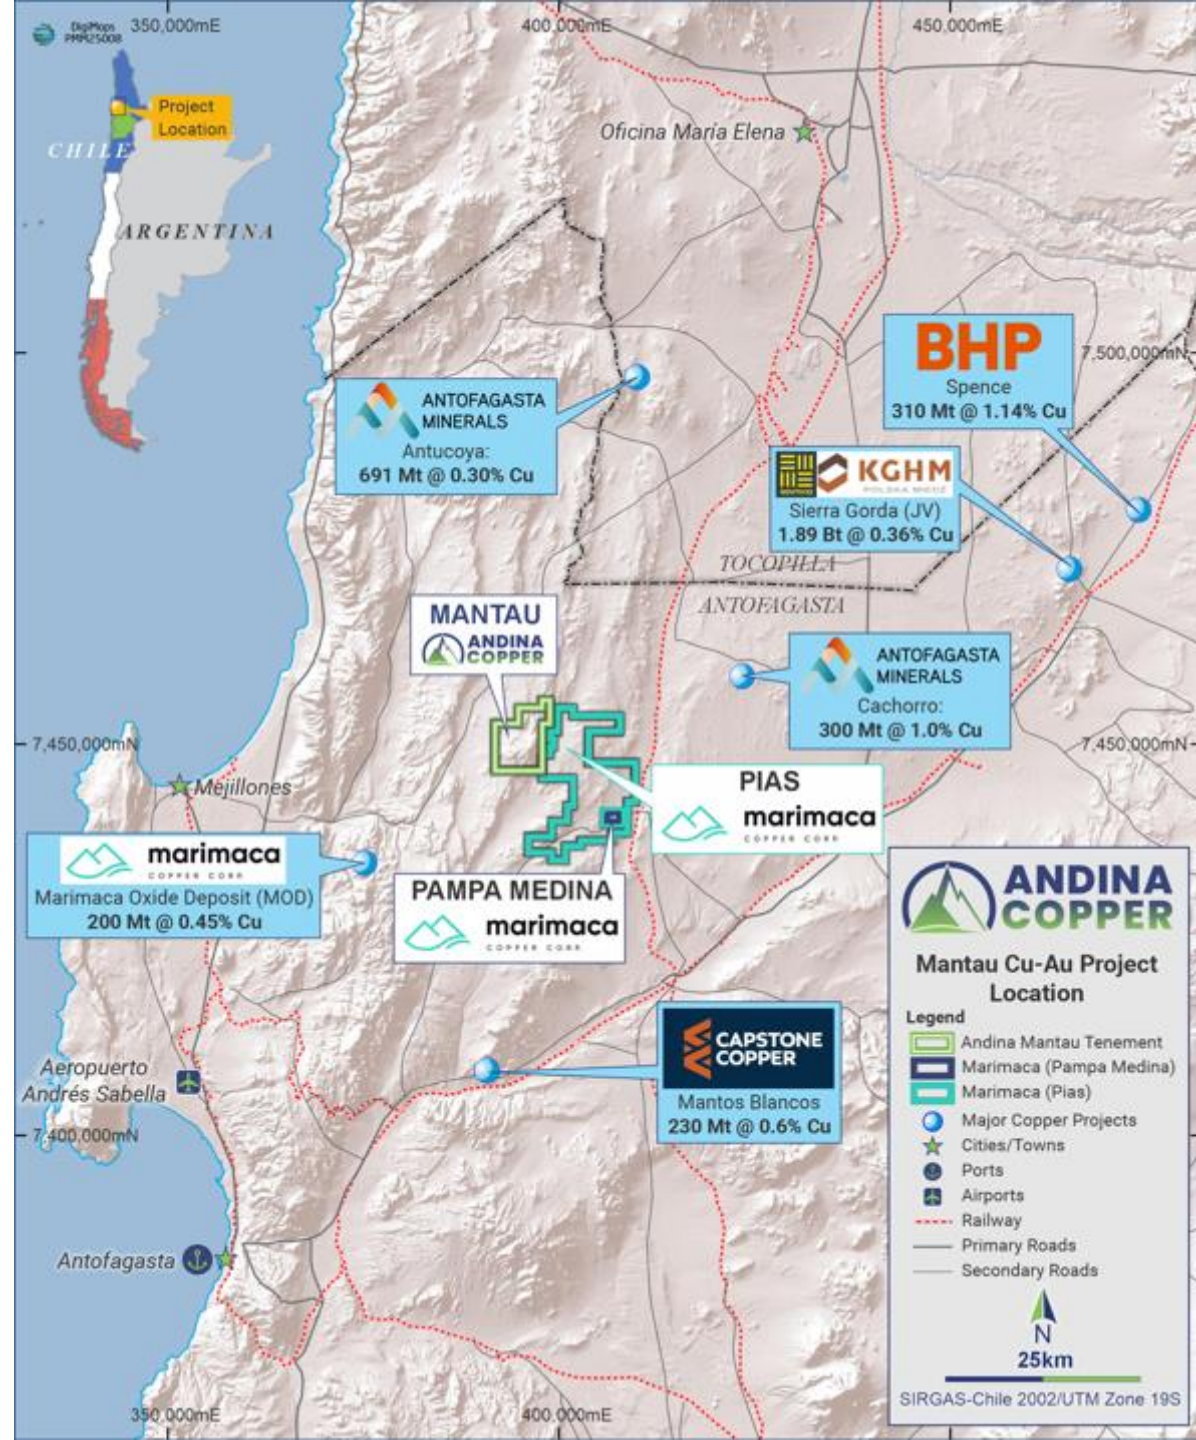 DigiMaps
PMM25008
350,000mE
400,000mE
450,000mE
Project
Location
CHILE
ARGENTINA
Oficina María Elena
BHP
Spence
310 Mt @ 1.14% Cu
7,500,000mN
ANTOFAGASTA
MINERALS
Antucoya:
691 Mt @ 0.30% Cu
KGHM
POLSKA MIEDŹ
Sierra Gorda (JV)
1.89 Bt @ 0.36% Cu
TOCOPILLA
ANTOFAGASTA
MANTAU
ANDINA
COPPER
ANTOFAGASTA
MINERALS
Cachorro:
300 Mt @ 1.0% Cu
7,450,000mN
7,450,000mN
Mejillones
PIAS
marimaca
COPPER CORP
marimaca
COPPER CORP
Marimaca Oxide Deposit (MOD)
200 Mt @ 0.45% Cu
PAMPA MEDINA
marimaca
COPPER CORP
CAPSTONE
COPPER
Mantos Blancos
230 Mt @ 0.6% Cu
Aeropuerto
Andrés Sabella
7,400,000mN
Antofagasta
350,000mE
400,000mE
ANDINA
COPPER
Mantau Cu-Au Project
Location
Legend
Andina Mantau Tenement
Marimaca (Pampa Medina)
Marimaca (Pias)
Major Copper Projects
Cities/Towns
Ports
Airports
Railway
Primary Roads
Secondary Roads
N
25km
SIRGAS-Chile 2002/UTM Zone 19S